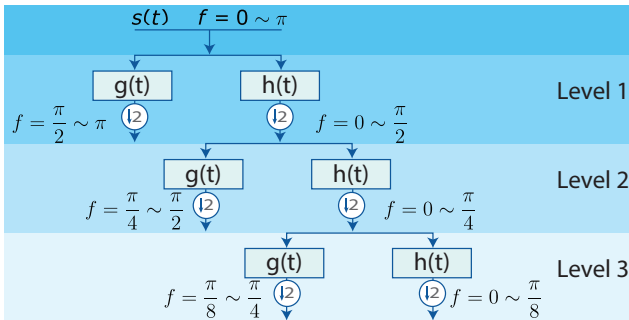 s(t) f = 0 ~ π
g(t) h(t) Level 1
↓2 ↓2
f = π/2 ~ π f = 0 ~ π/2
g(t) h(t) Level 2
↓2 ↓2
f = π/4 ~ π/2 f = 0 ~ π/4
g(t) h(t) Level 3
↓2 ↓2
f = π/8 ~ π/4 f = 0 ~ π/8